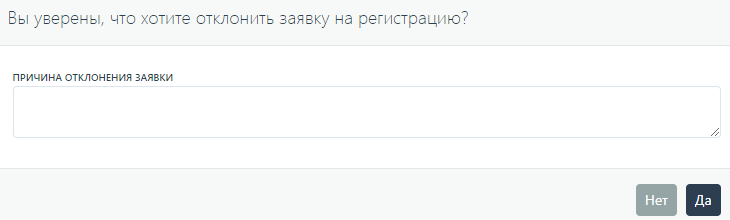 Вы уверены, что хотите отклонить заявку на регистрацию?
ПРИЧИНА ОТКЛОНЕНИЯ ЗАЯВКИ
Нет Да